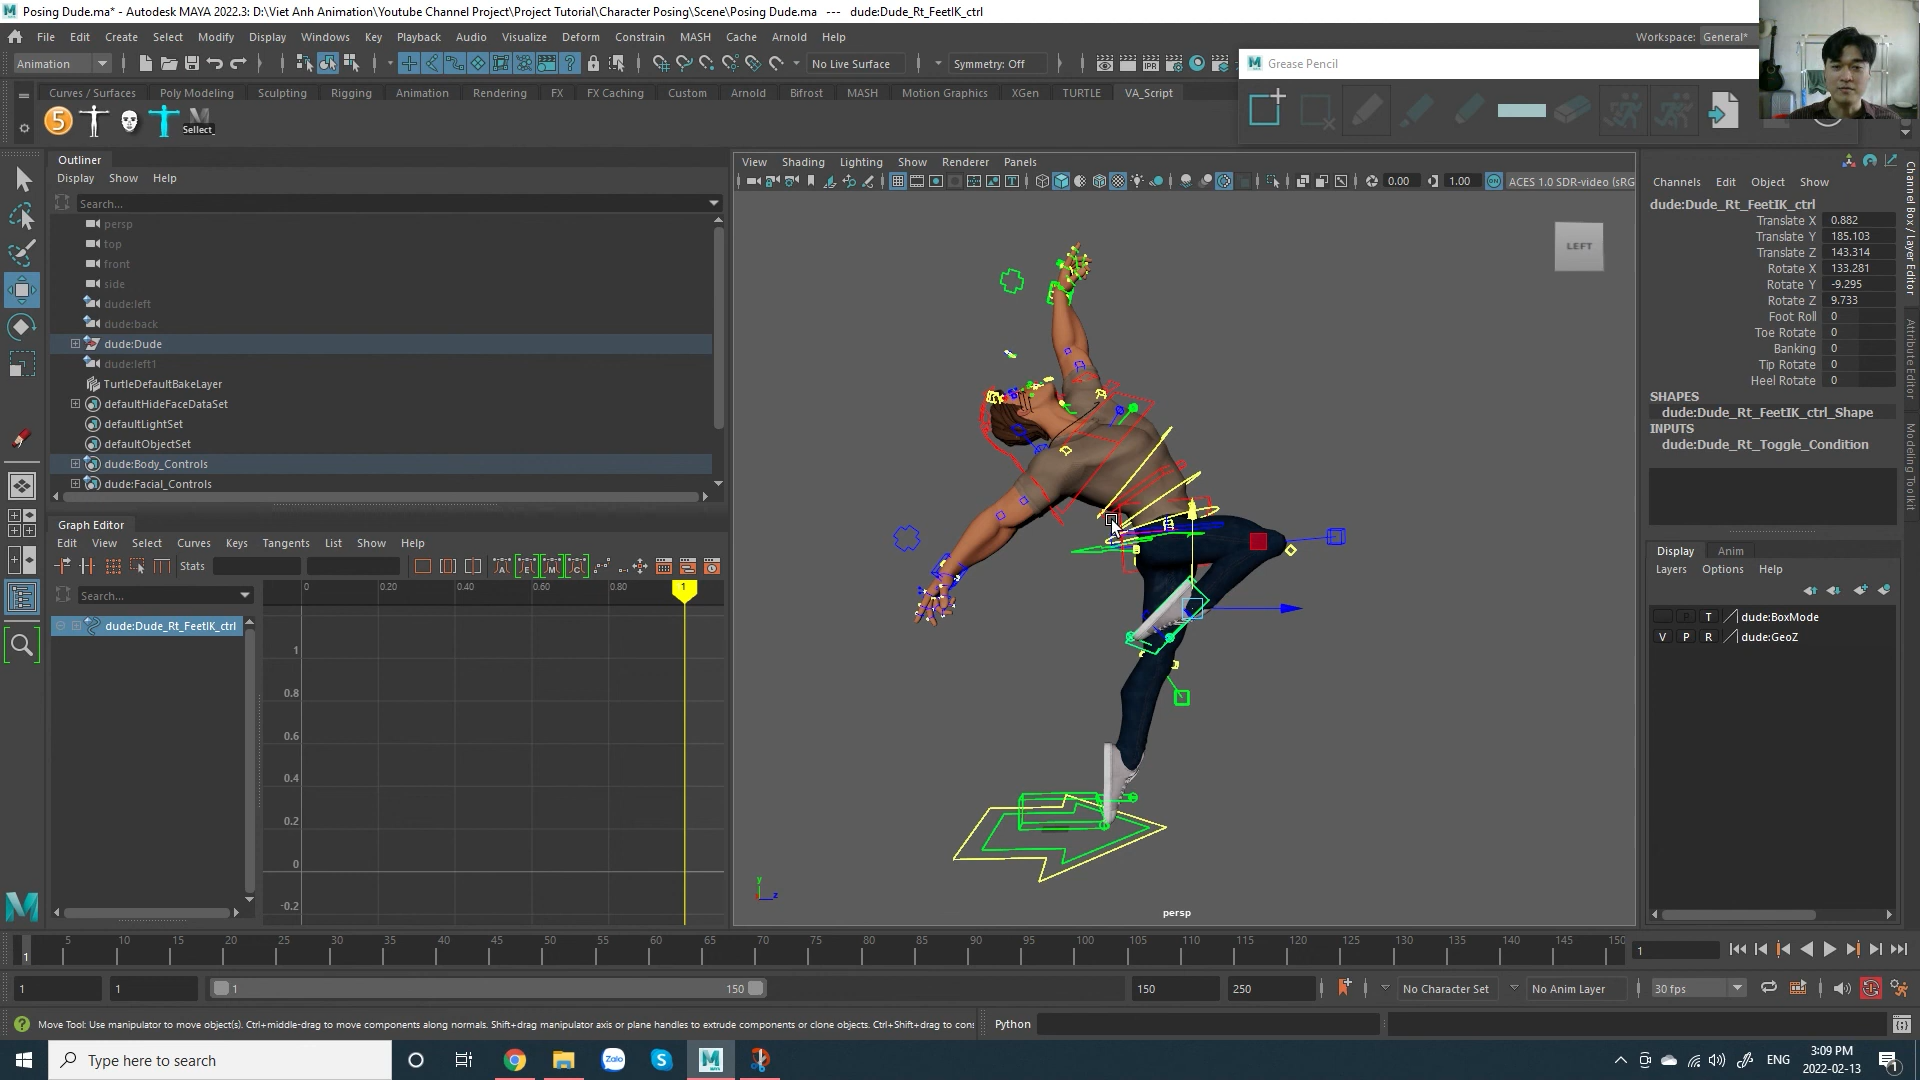 Posing Dude.ma* - Autodesk MAYA 2022.3: D:\Viet Anh Animation\Youtube Channel Project\Project Tutorial\Character Posing\Scene\Posing Dude.ma   ---   dude:Dude_Rt_FeetIK_ctrl
File Edit Create Select Modify Display Windows Key Playback Audio Visualize Deform Constrain MASH Cache Arnold Help
Workspace: General*
Animation
No Live Surface
Symmetry: Off
Grease Pencil
Curves / Surfaces Poly Modeling Sculpting Rigging Animation Rendering FX FX Caching Custom Arnold Bifrost MASH Motion Graphics XGen TURTLE VA_Script
5
Select_
Outliner
Display Show Help
Search...
persp
top
front
side
dude:left
dude:back
dude:Dude
dude:left1
TurtleDefaultBakeLayer
defaultHideFaceDataSet
defaultLightSet
defaultObjectSet
dude:Body_Controls
dude:Facial_Controls
Graph Editor
Edit View Select Curves Keys Tangents List Show Help
Stats
Search...
dude:Dude_Rt_FeetIK_ctrl
0 0.20 0.40 0.60 0.80 1
1
0.8
0.6
0.4
0.2
0
-0.2
View Shading Lighting Show Renderer Panels
0.00
1.00
ACES 1.0 SDR-video (sRG
LEFT
y
z
persp
Channels Edit Object Show
dude:Dude_Rt_FeetIK_ctrl
Translate X 0.882
Translate Y 185.103
Translate Z 143.314
Rotate X 133.281
Rotate Y -9.295
Rotate Z 9.733
Foot Roll 0
Toe Rotate 0
Banking 0
Tip Rotate 0
Heel Rotate 0
SHAPES
dude:Dude_Rt_FeetIK_ctrl_Shape
INPUTS
dude:Dude_Rt_Toggle_Condition
Display Anim
Layers Options Help
P T dude:BoxMode
V P R dude:GeoZ
Channel Box / Layer Editor
Attribute Editor
Modeling Toolkit
1 5 10 15 20 25 30 35 40 45 50 55 60 65 70 75 80 85 90 95 100 105 110 115 120 125 130 135 140 145 150
1
1
1
1
150
150
250
No Character Set
No Anim Layer
30 fps
Move Tool: Use manipulator to move object(s). Ctrl+middle-drag to move components along normals. Shift+drag manipulator axis or plane handles to extrude components or clone objects. Ctrl+Shift+drag to con
Python
Type here to search
Zalo
ENG
3:09 PM
2022-02-13
1